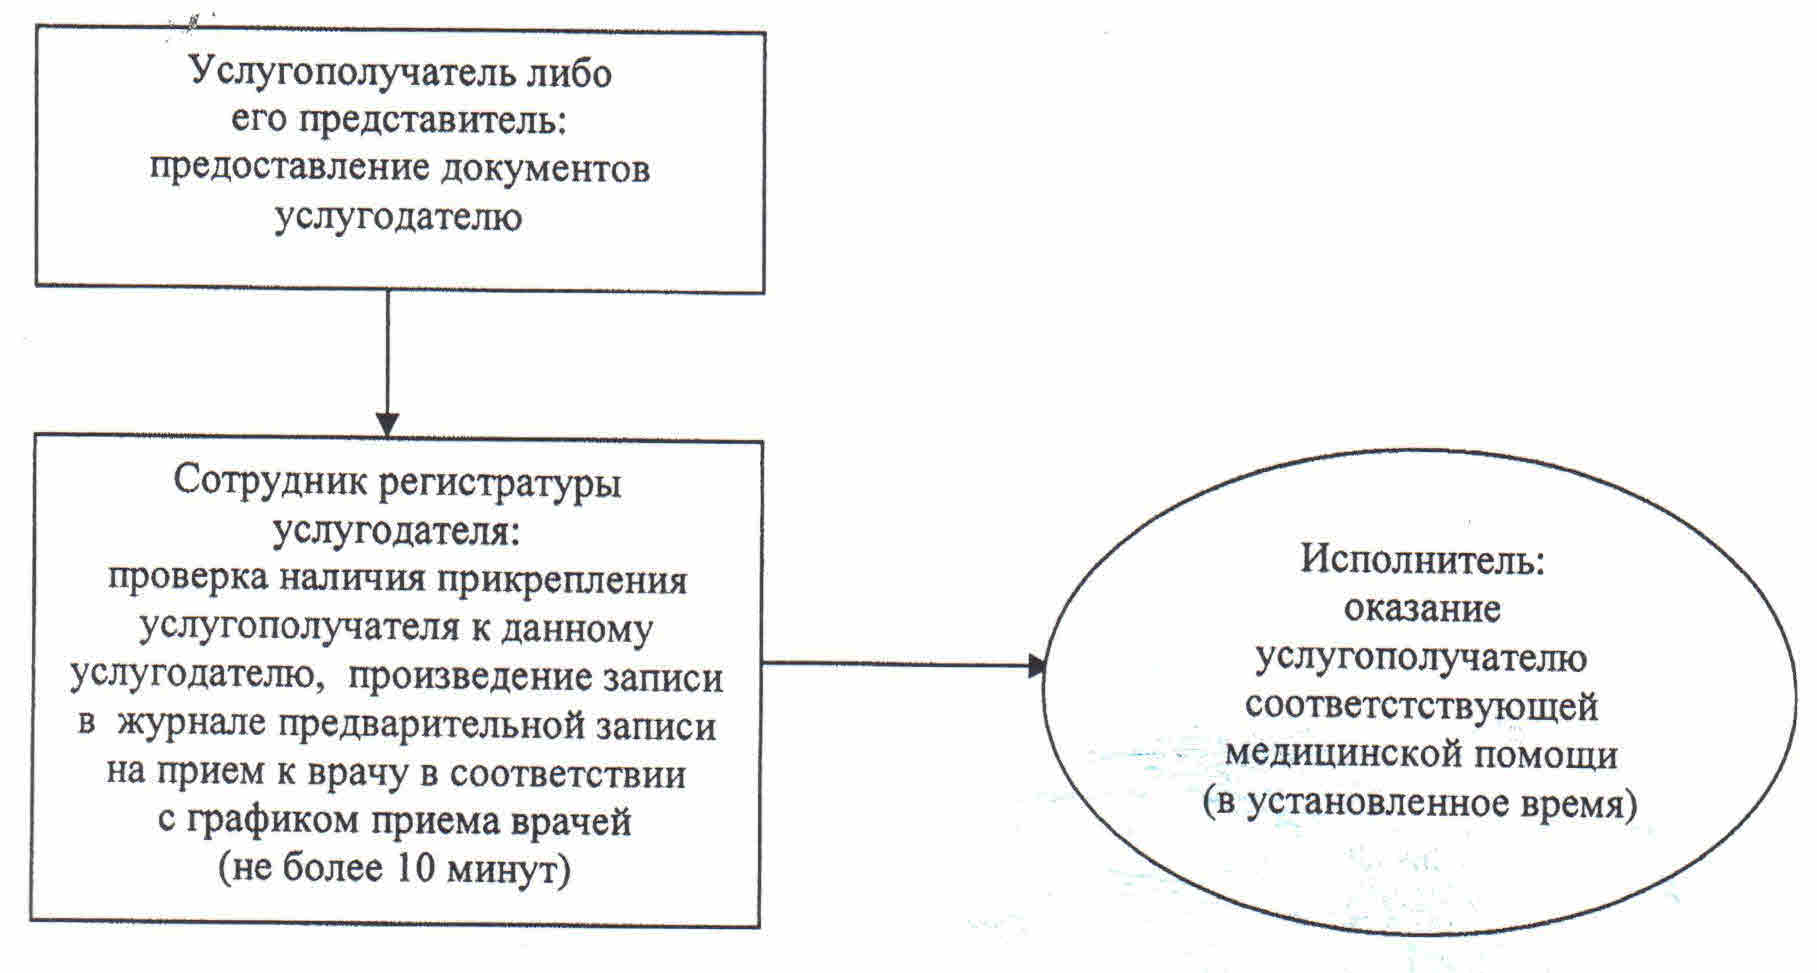 Услугополучатель либо
его представитель:
предоставление документов
услугодателю
Сотрудник регистратуры
услугодателя:
проверка наличия прикрепления
услугополучателя к данному
услугодателю, произведение записи
в журнале предварительной записи
на прием к врачу в соответствии
с графиком приема врачей
(не более 10 минут)
Исполнитель:
оказание
услугополучателю
соответстствующей
медицинской помощи
(в установленное время)